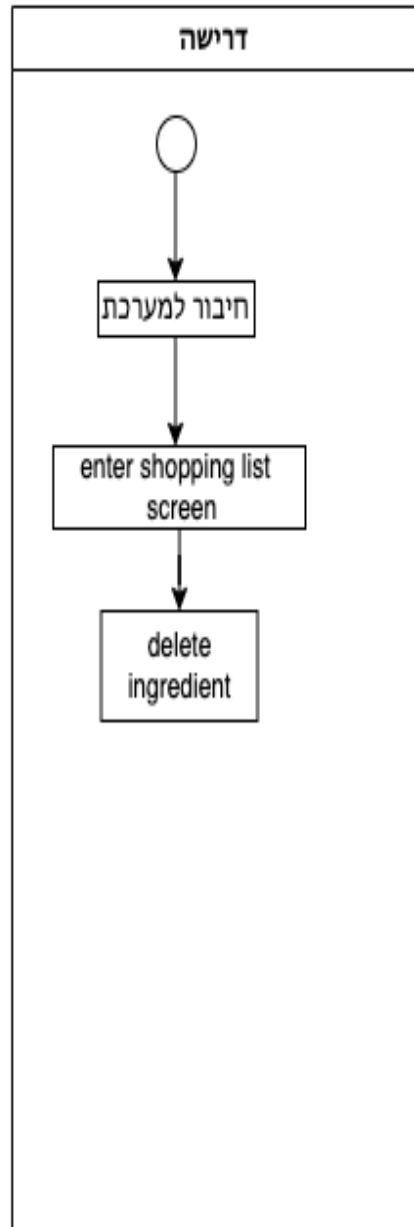 דרישה
חיבור למערכת
enter shopping list
screen
delete
ingredient